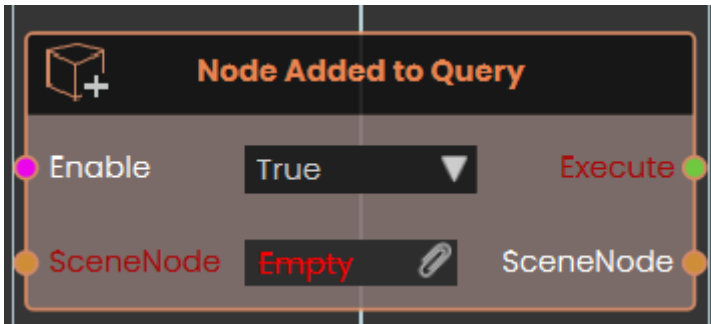 Node Added to Query
Enable True Execute
SceneNode Empty SceneNode